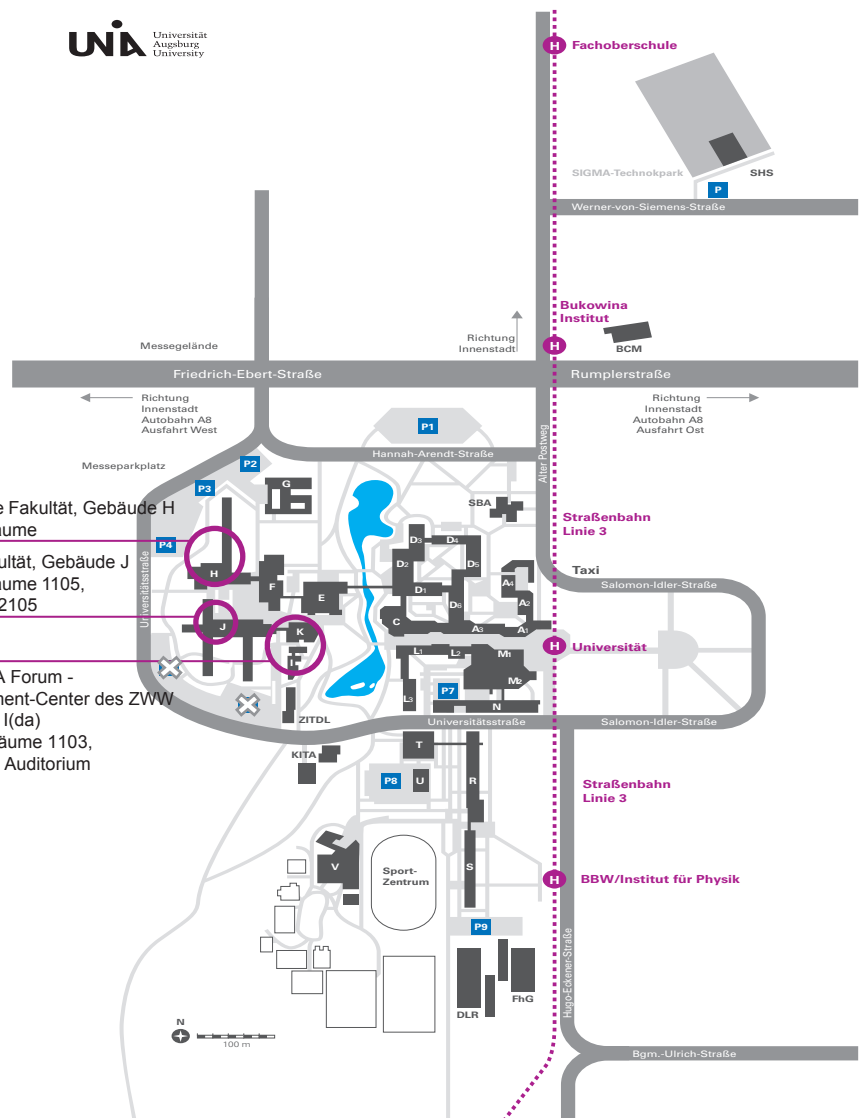 UNIA
Universität
Augsburg
University
H Fachoberschule
SIGMA-Technokpark
SHS
P
Werner-von-Siemens-Straße
Bukowina
Institut
H
BCM
Richtung
Innenstadt
Messegelände
Friedrich-Ebert-Straße
Rumplerstraße
Richtung
Innenstadt
Autobahn A8
Ausfahrt West
Richtung
Innenstadt
Autobahn A8
Ausfahrt Ost
P1
Hannah-Arendt-Straße
Alter Postweg
Messeparkplatz
P2
P3
P4
G
SBA
e Fakultät, Gebäude H
äume
ultät, Gebäude J
äume 1105,
2105
Universitätsstraße
Straßenbahn
Linie 3
Taxi
Salomon-Idler-Straße
D3
D4
D2
D5
D1
D6
A4
A2
A3
A1
H
F
E
C
J
K
I
L1
L2
L3
M1
M2
N
P7
H Universität
A Forum -
ment-Center des ZWW
I(da)
äume 1103,
Auditorium
ZITDL
Universitätsstraße
Salomon-Idler-Straße
KITA
T
P8
U
R
Straßenbahn
Linie 3
V
Sport-
Zentrum
S
H BBW/Institut für Physik
P9
DLR
FhG
Hugo-Eckener-Straße
N
100 m
Bgm.-Ulrich-Straße